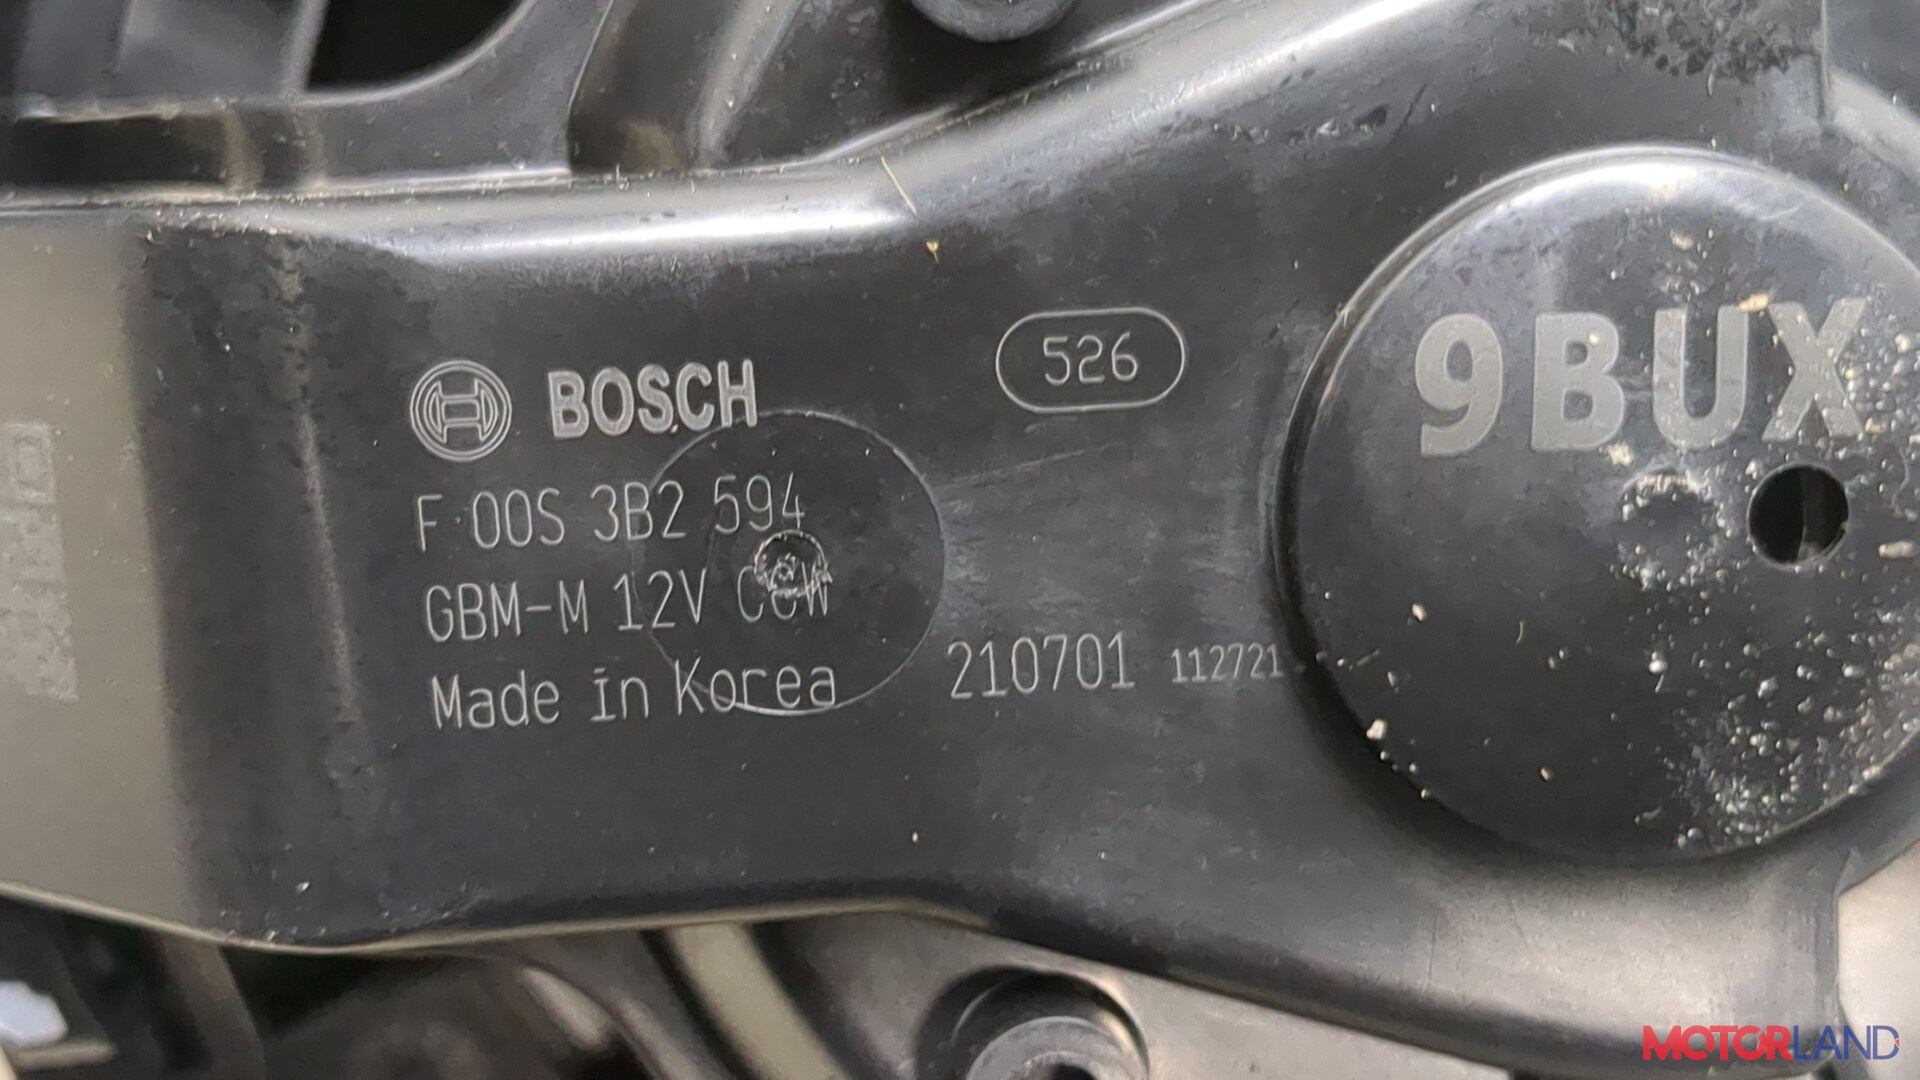 BOSCH
526
9BUX
F 00S 3B2 594
GBM-M 12V CCW
Made in Korea
210701 112721
MOTORLAND